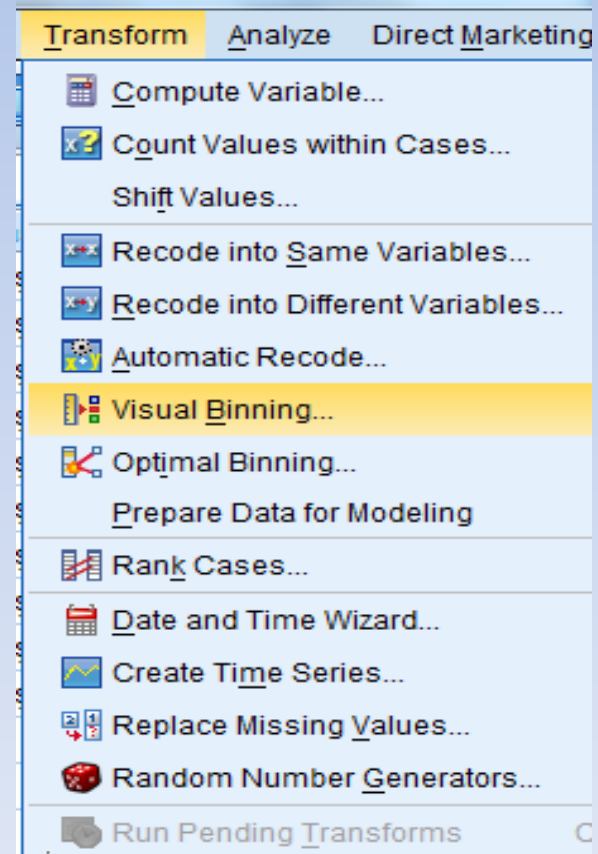 Transform Analyze Direct Marketing
Compute Variable...
Count Values within Cases...
Shift Values...
Recode into Same Variables...
Recode into Different Variables...
Automatic Recode...
Visual Binning...
Optimal Binning...
Prepare Data for Modeling
Rank Cases...
Date and Time Wizard...
Create Time Series...
Replace Missing Values...
Random Number Generators...
Run Pending Transforms